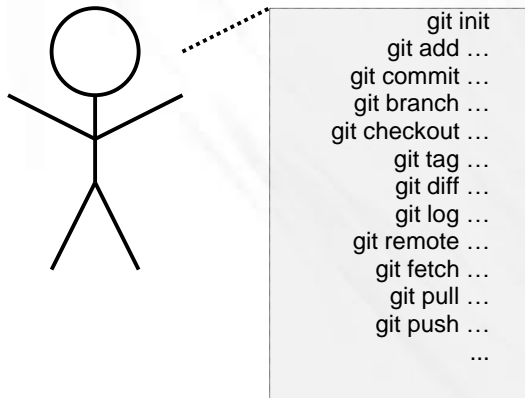 git init
git add …
git commit …
git branch …
git checkout …
git tag …
git diff …
git log …
git remote …
git fetch …
git pull …
git push …
...